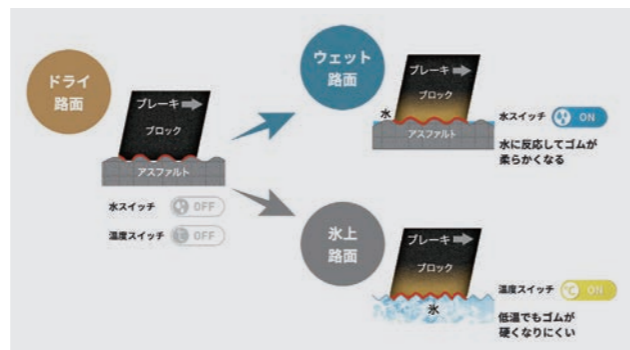 ドライ
路面
ブレーキ
ブロック
アスファルト
水スイッチ
OFF
温度スイッチ
℃ OFF
ウェット
路面
ブレーキ
ブロック
水
アスファルト
水スイッチ
ON
水に反応してゴムが
柔らかくなる
氷上
路面
ブレーキ
ブロック
氷
温度スイッチ
℃ ON
低温でもゴムが
硬くなりにくい